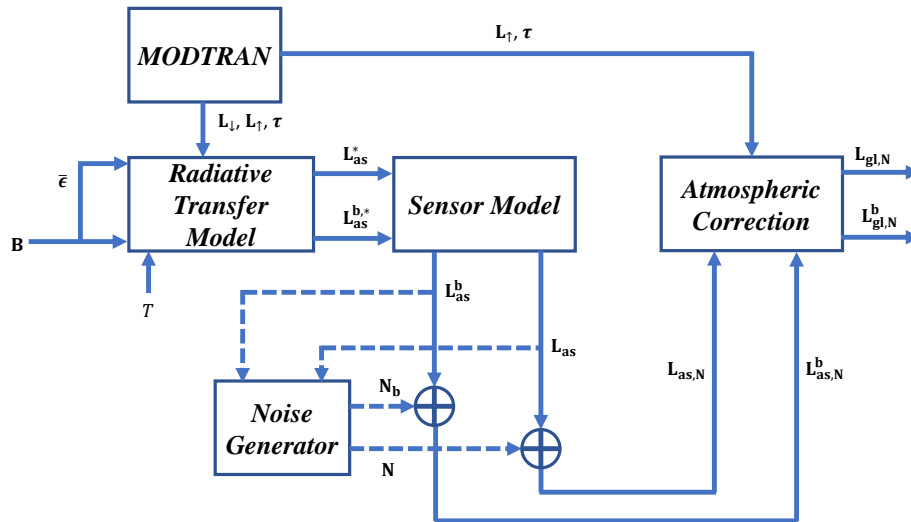 L↑, τ
MODTRAN
L↓, L↑, τ
L*as
Lgl,N
ϵ̄
Radiative
Transfer
Model
Sensor Model
Atmospheric
Correction
Lb,*as
Lbgl,N
B
T
Lbas
Las
Las,N
Lbas,N
Nb
Noise
Generator
N